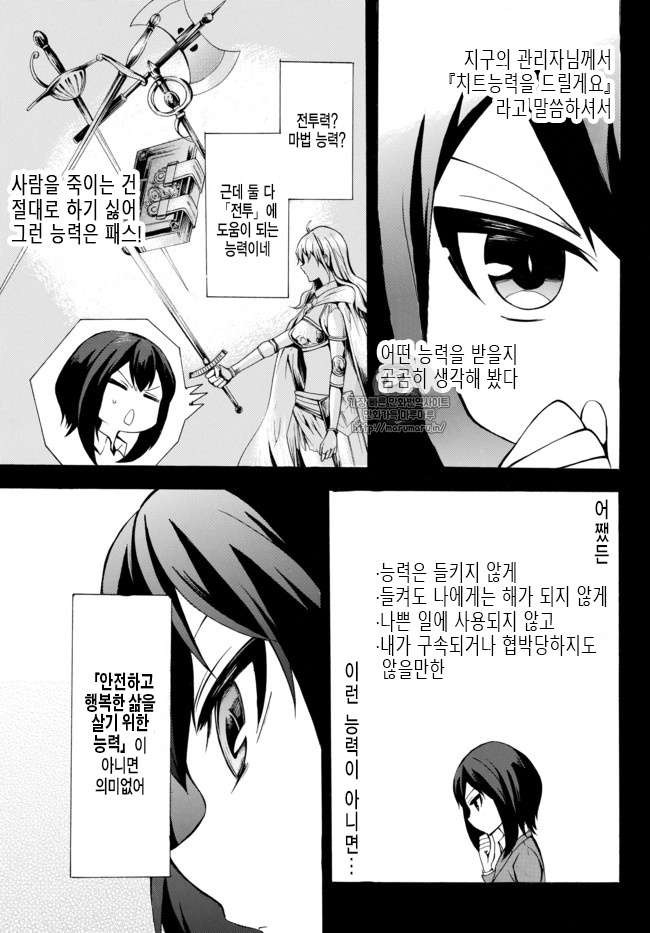 지구의 관리자님께서
『치트능력을 드릴게요』
라고 말씀하셔서
어떤 능력을 받을지
곰곰히 생각해 봤다
전투력?
마법 능력?
근데 둘 다
「전투」에
도움이 되는
능력이네
사람을 죽이는 건
절대로 하기 싫어
그런 능력은 패스!
http://marumaru.in/
어쨌든
·능력은 들키지 않게
·들켜도 나에게는 해가 되지 않게
·나쁜 일에 사용되지 않고
·내가 구속되거나 협박당하지도
않을만한
이런 능력이 아니면…
「안전하고
행복한 삶을
살기 위한
능력」이
아니면
의미없어